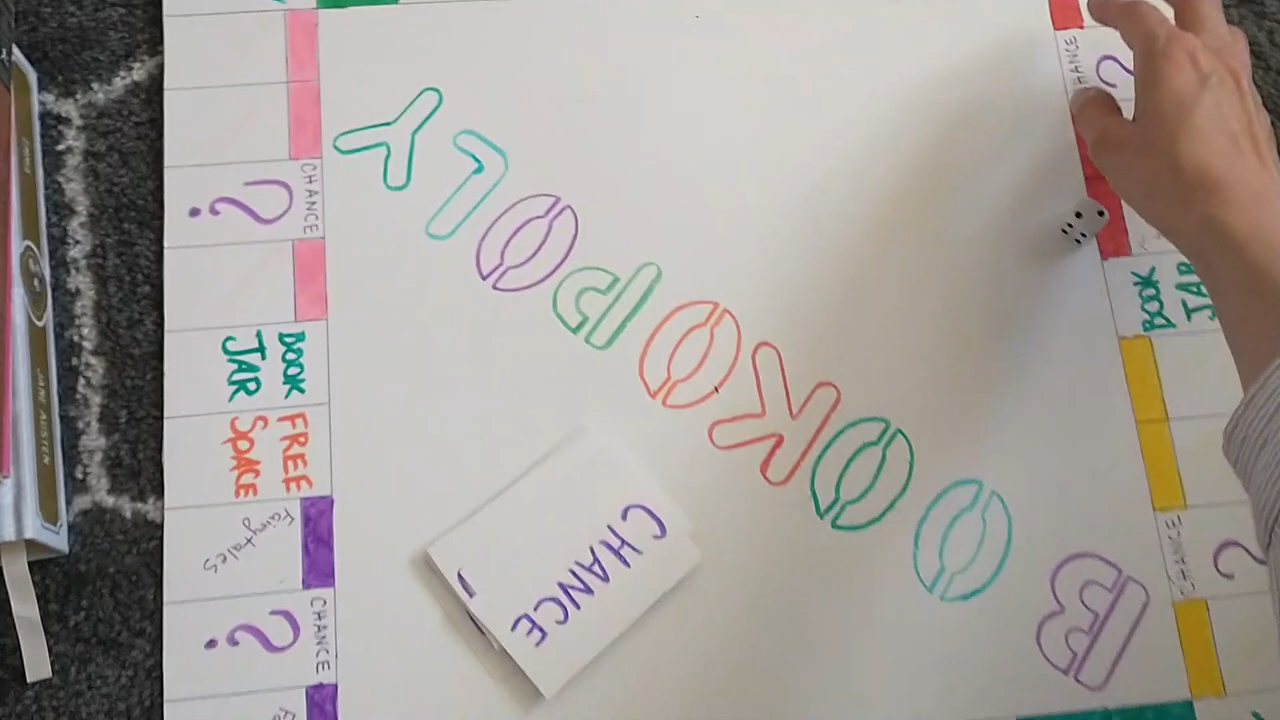 BOOKOPOLY
CHANCE
CHANCE
?
BOOK
JAR
FREE
SPACE
Fairytales
CHANCE
?
CHANCE
?
BOOK
JAR
CHANCE
?
JANE AUSTEN